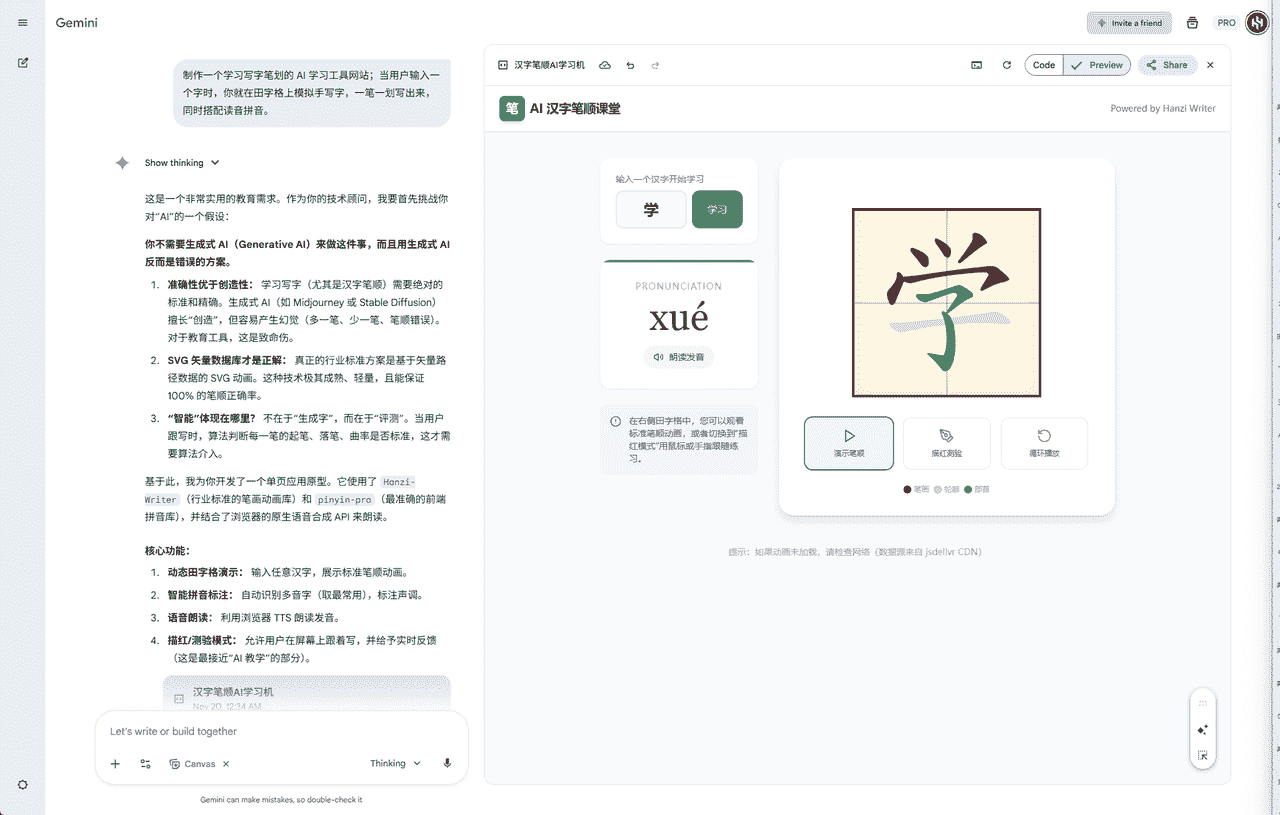 Gemini
Invite a friend
PRO
制作一个学习写字笔划的 AI 学习工具网站；当用户输入一
个字时，你就在田字格上模拟手写字，一笔一划写出来，
同时搭配读音拼音。
Show thinking
这是一个非常实用的教育需求。作为你的技术顾问，我要首先挑战你
对“AI”的一个假设：
你不需要生成式 AI（Generative AI）来做这件事，而且用生成式 AI
反而是错误的方案。
1. 准确性优于创造性： 学习写字（尤其是汉字笔顺）需要绝对的
标准和精确。生成式 AI（如 Midjourney 或 Stable Diffusion）
擅长“创造”，但容易产生幻觉（多一笔、少一笔、笔顺错误）。
对于教育工具，这是致命伤。
2. SVG 矢量数据库才是正解： 真正的行业标准方案是基于矢量路
径数据的 SVG 动画。这种技术极其成熟、轻量，且能保证
100% 的笔顺正确率。
3. “智能”体现在哪里？ 不在于“生成字”，而在于“评测”。当用户
跟写时，算法判断每一笔的起笔、落笔、曲率是否标准，这才需
要算法介入。
基于此，我为你开发了一个单页应用原型。它使用了 Hanzi-
Writer （行业标准的笔画动画库）和 pinyin-pro （最准确的前端
拼音库），并结合了浏览器的原生语音合成 API 来朗读。
核心功能：
1. 动态田字格演示： 输入任意汉字，展示标准笔顺动画。
2. 智能拼音标注： 自动识别多音字（取最常用），标注声调。
3. 语音朗读： 利用浏览器 TTS 朗读发音。
4. 描红/测验模式： 允许用户在屏幕上跟着写，并给予实时反馈
（这是最接近“AI 教学”的部分）。
汉字笔顺AI学习机
Nov 20, 12:34 AM
Let's write or build together
Canvas
Thinking
Gemini can make mistakes, so double-check it
汉字笔顺AI学习机
Code
Preview
Share
笔 AI 汉字笔顺课堂
Powered by Hanzi Writer
输入一个汉字开始学习
学
学习
PRONUNCIATION
xué
朗读发音
在右侧田字格中，您可以观看
标准笔顺动画，或者切换到“描
红模式”用鼠标或手指跟随练
习。
学
演示笔顺
描红测验
循环播放
笔画 轮廓 部首
提示：如果动画未加载，请检查网络（数据源来自 jsdelivr CDN）